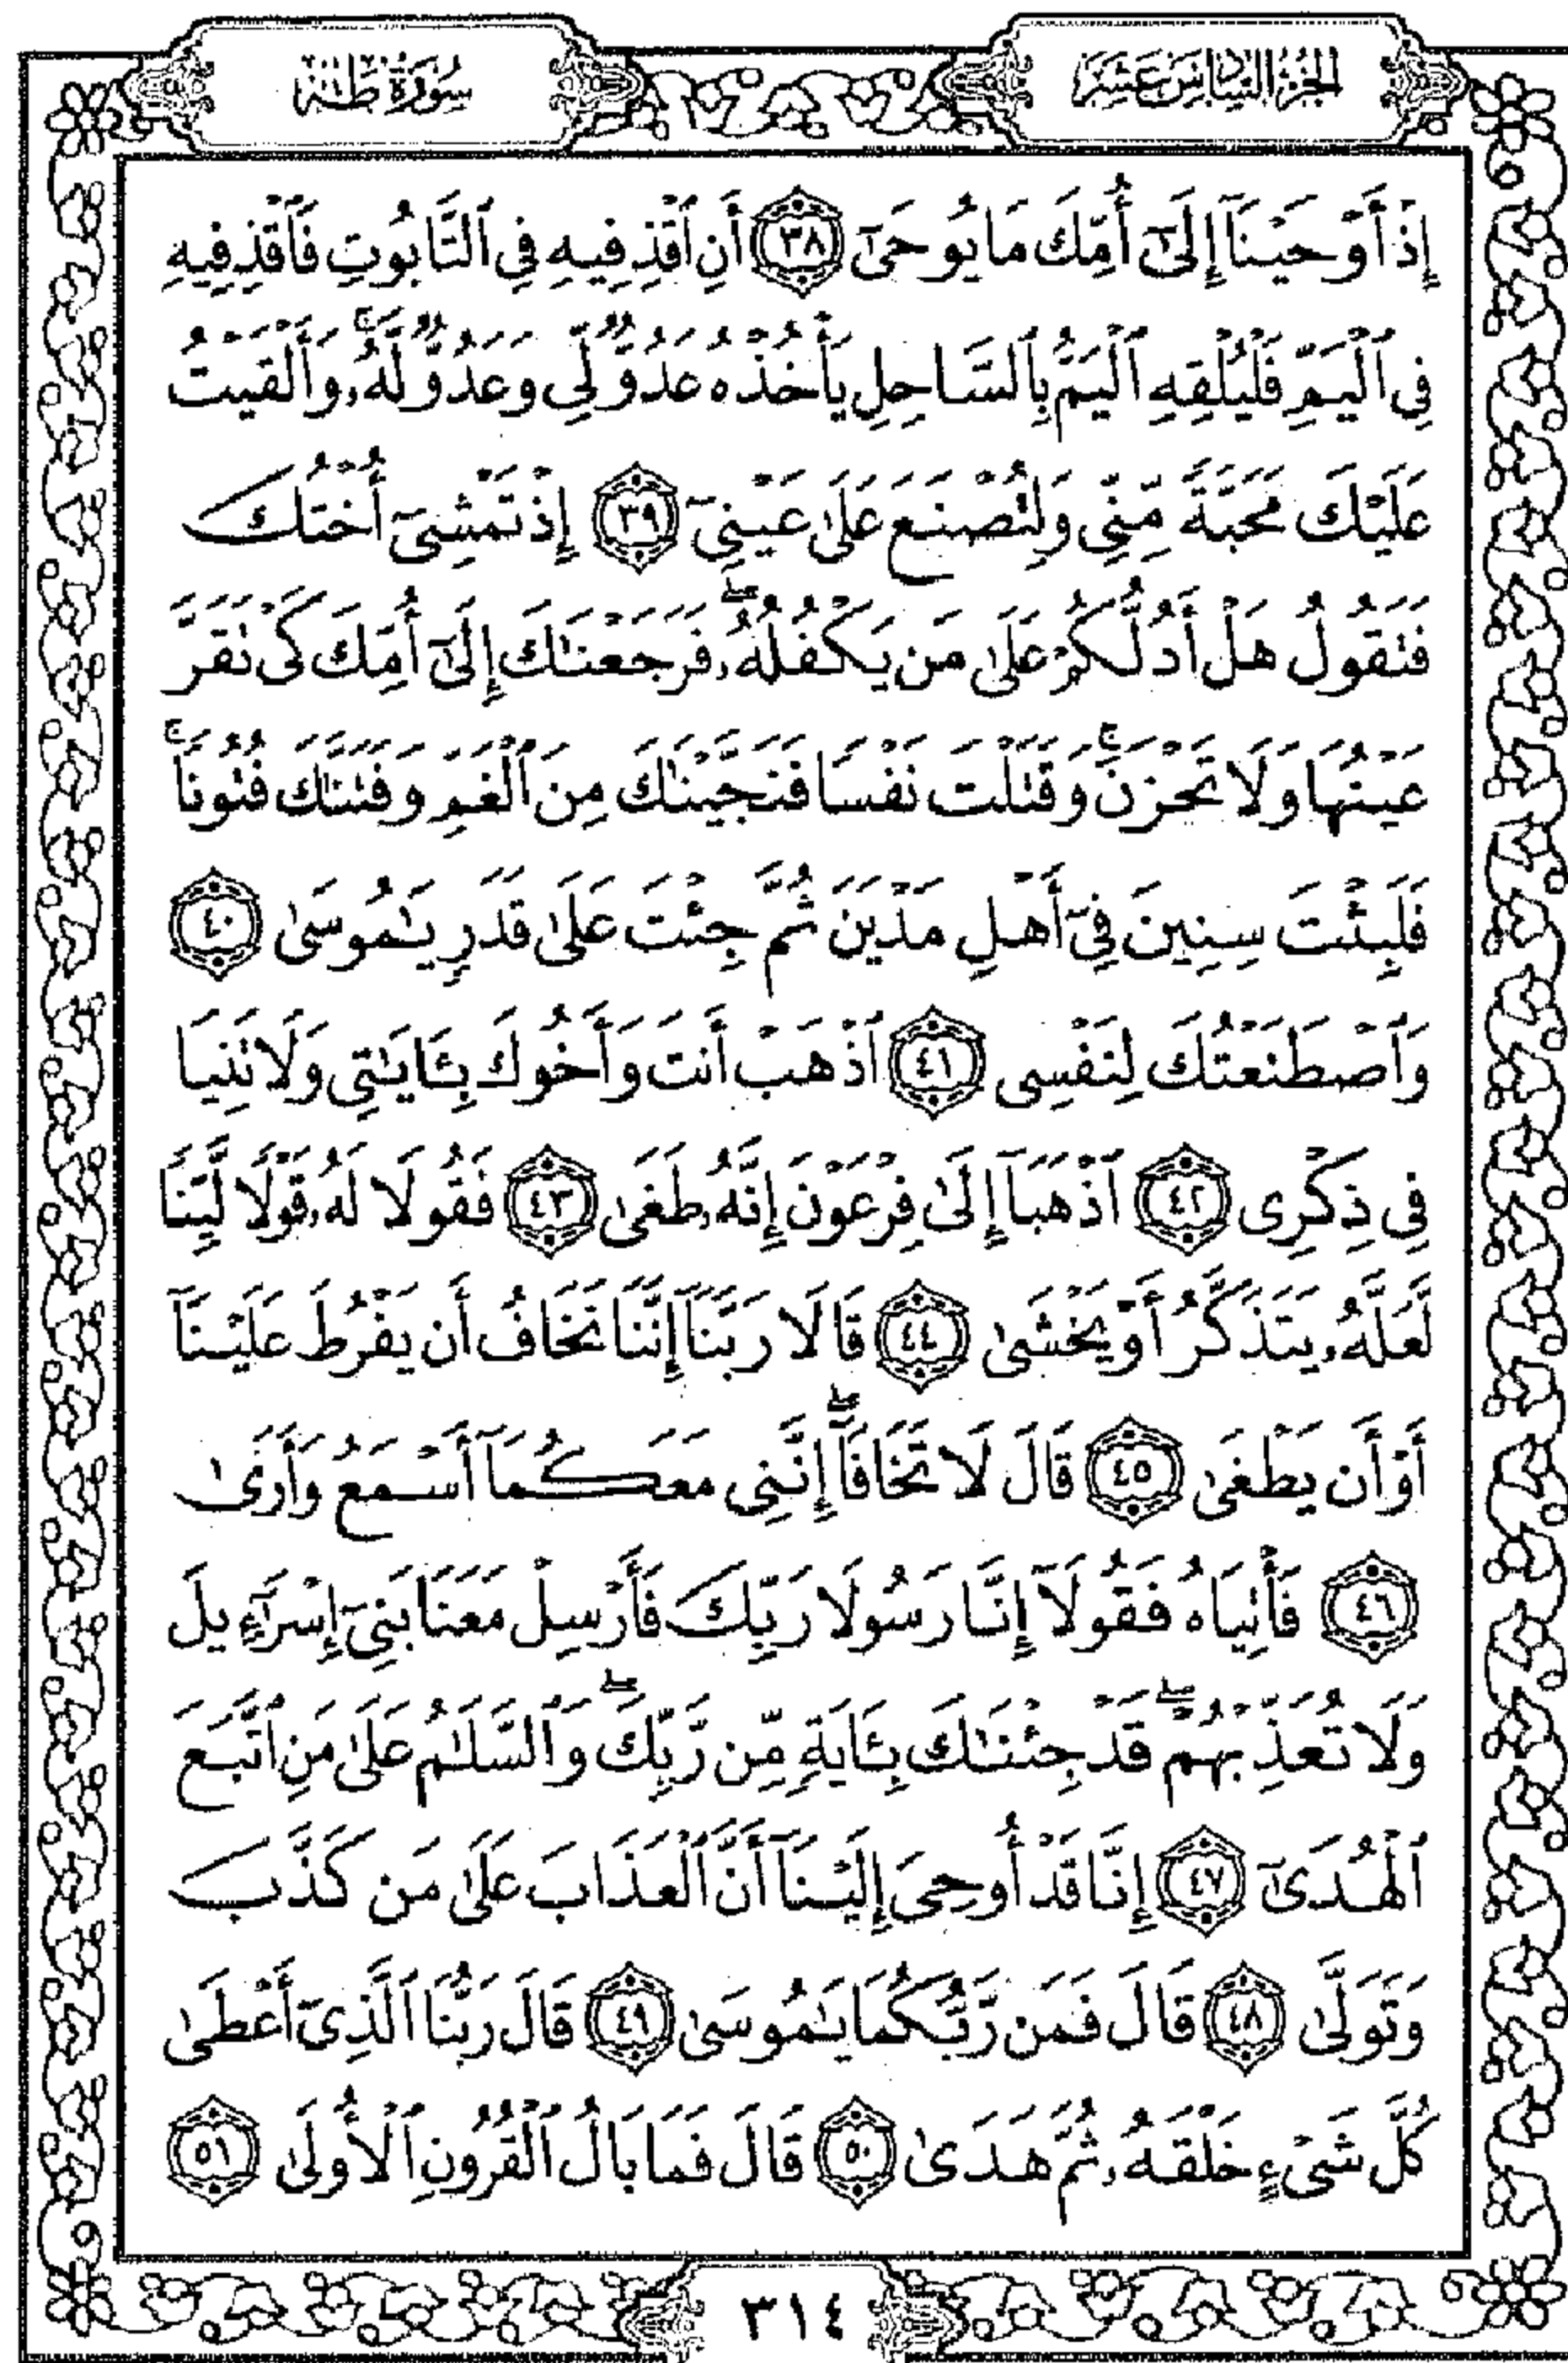 الجزء السادس عشر
سورة طه
إِذْ أَوْحَيْنَآ إِلَىٰٓ أُمِّكَ مَا يُوحَىٰٓ ٣٨ أَنِ ٱقْذِفِيهِ فِي ٱلتَّابُوتِ فَٱقْذِفِيهِ
فِي ٱلْيَمِّ فَلْيُلْقِهِ ٱلْيَمُّ بِٱلسَّاحِلِ يَأْخُذْهُ عَدُوٌّ لِّي وَعَدُوٌّ لَّهُۥۚ وَأَلْقَيْتُ
عَلَيْكَ مَحَبَّةً مِّنِّي وَلِتُصْنَعَ عَلَىٰ عَيْنِيٓ ٣٩ إِذْ تَمْشِيٓ أُخْتُكَ
فَتَقُولُ هَلْ أَدُلُّكُمْ عَلَىٰ مَن يَكْفُلُهُۥۖ فَرَجَعْنَٰكَ إِلَىٰٓ أُمِّكَ كَيْ تَقَرَّ
عَيْنُهَا وَلَا تَحْزَنَۚ وَقَتَلْتَ نَفْسًا فَنَجَّيْنَٰكَ مِنَ ٱلْغَمِّ وَفَتَنَّٰكَ فُتُونًاۚ
فَلَبِثْتَ سِنِينَ فِيٓ أَهْلِ مَدْيَنَ ثُمَّ جِئْتَ عَلَىٰ قَدَرٍ يَٰمُوسَىٰ ٤٠
وَٱصْطَنَعْتُكَ لِنَفْسِي ٤١ ٱذْهَبْ أَنتَ وَأَخُوكَ بِـَٔايَٰتِي وَلَا تَنِيَا
فِي ذِكْرِي ٤٢ ٱذْهَبَآ إِلَىٰ فِرْعَوْنَ إِنَّهُۥ طَغَىٰ ٤٣ فَقُولَا لَهُۥ قَوْلًا لَّيِّنًا
لَّعَلَّهُۥ يَتَذَكَّرُ أَوْ يَخْشَىٰ ٤٤ قَالَا رَبَّنَآ إِنَّنَا نَخَافُ أَن يَفْرُطَ عَلَيْنَآ
أَوْ أَن يَطْغَىٰ ٤٥ قَالَ لَا تَخَافَآۖ إِنَّنِي مَعَكُمَآ أَسْمَعُ وَأَرَىٰ
٤٦ فَأْتِيَاهُ فَقُولَآ إِنَّا رَسُولَا رَبِّكَ فَأَرْسِلْ مَعَنَا بَنِيٓ إِسْرَٰٓءِيلَ
وَلَا تُعَذِّبْهُمْۖ قَدْ جِئْنَٰكَ بِـَٔايَةٍ مِّن رَّبِّكَۖ وَٱلسَّلَٰمُ عَلَىٰ مَنِ ٱتَّبَعَ
ٱلْهُدَىٰٓ ٤٧ إِنَّا قَدْ أُوحِيَ إِلَيْنَآ أَنَّ ٱلْعَذَابَ عَلَىٰ مَن كَذَّبَ
وَتَوَلَّىٰ ٤٨ قَالَ فَمَن رَّبُّكُمَا يَٰمُوسَىٰ ٤٩ قَالَ رَبُّنَا ٱلَّذِيٓ أَعْطَىٰ
كُلَّ شَيْءٍ خَلْقَهُۥ ثُمَّ هَدَىٰ ٥٠ قَالَ فَمَا بَالُ ٱلْقُرُونِ ٱلْأُولَىٰ ٥١
٣١٤